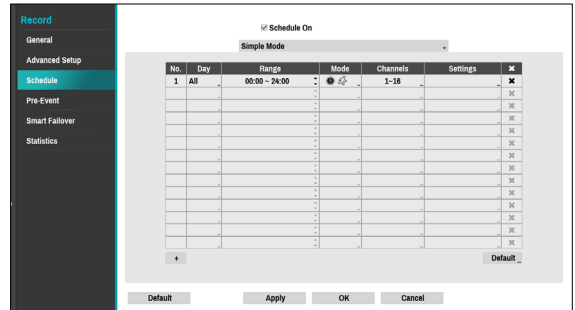 Record
General
Advanced Setup
Schedule
Pre-Event
Smart Failover
Statistics
Schedule On
Simple Mode
No. Day Range Mode Channels Settings
1 All 00:00 ~ 24:00 1~16
+ Default
Default Apply OK Cancel